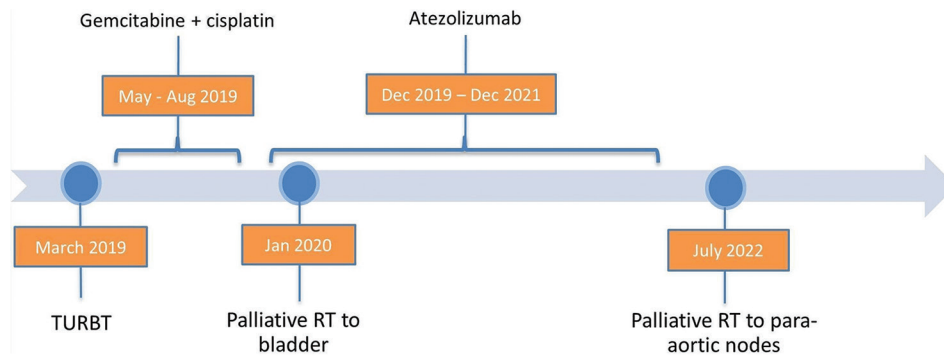 Gemcitabine + cisplatin
Atezolizumab
May - Aug 2019
Dec 2019 – Dec 2021
March 2019
Jan 2020
July 2022
TURBT
Palliative RT to
bladder
Palliative RT to para-
aortic nodes